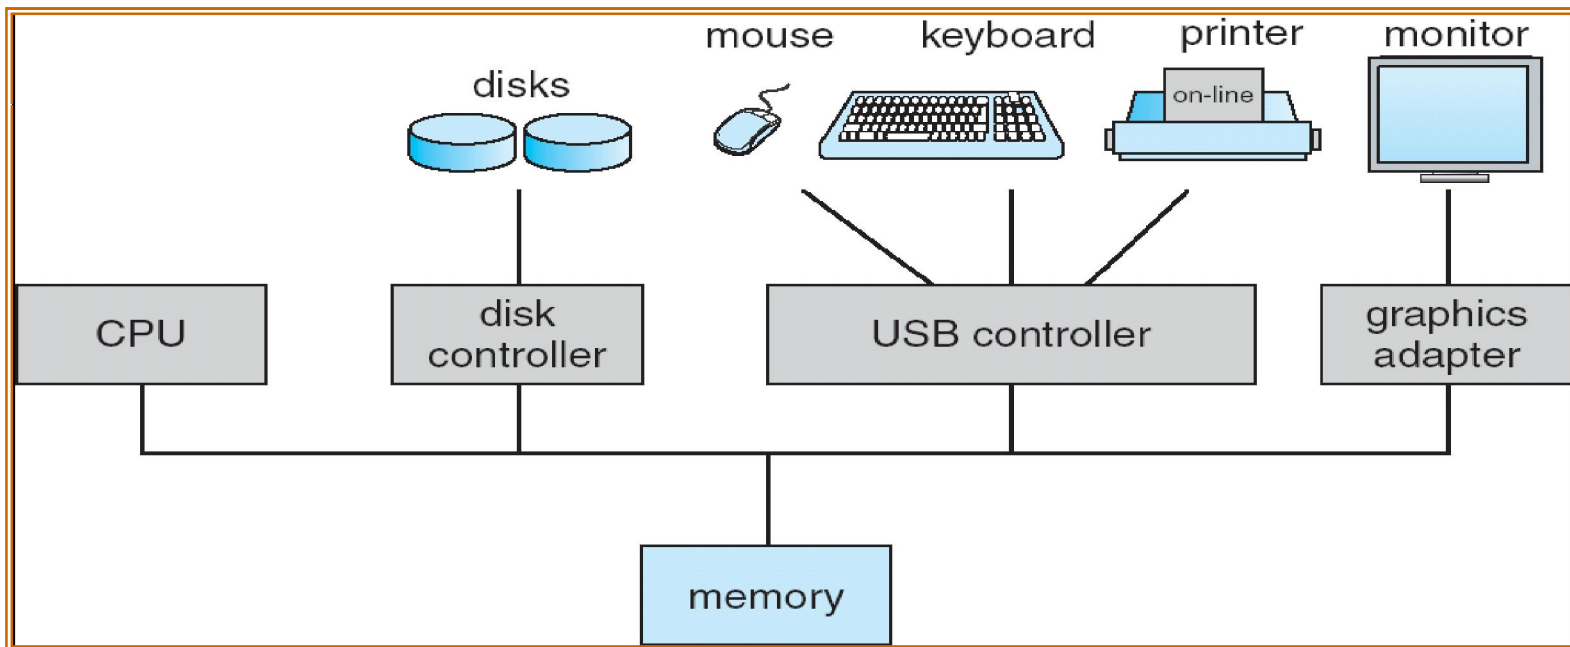 mouse
keyboard
printer
monitor
disks
on-line
CPU
disk
controller
USB controller
graphics
adapter
memory